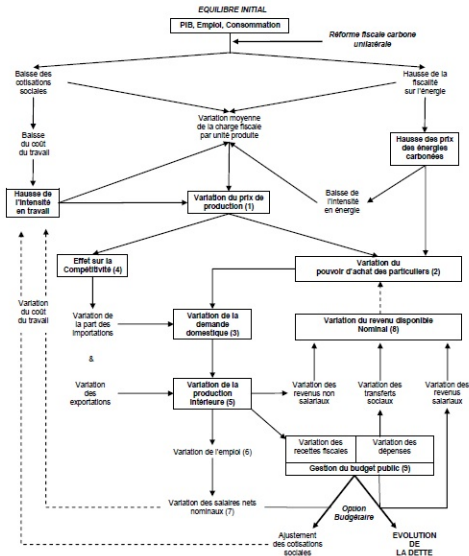 EQUILIBRE INITIAL
PIB, Emploi, Consommation
Réforme fiscale carbone
unilatérale
Baisse des
cotisations
sociales
Hausse de la
fiscalité
sur l'énergie
Variation moyenne
de la charge fiscale
par unité produite
Baisse
du coût
du travail
Hausse des prix
des énergies
carbonées
Hausse de
l'Intensité
en travail
Variation du prix de
production (1)
Baisse de
l'intensité
en énergie
Effet sur la
Compétitivité (4)
Variation du
pouvoir d'achat des particuliers (2)
Variation
du coût
du travail
Variation de
la part des
importations
Variation de la
demande
domestique (3)
Variation du revenu disponible
Nominal (8)
&
Variation
des
exportations
Variation de la
production
intérieure (5)
Variation des
revenus non
salariaux
Variation des
transferts
sociaux
Variation des
revenus
salariaux
Variation de l'emploi (6)
Variation des
recettes fiscales
Variation des
dépenses
Gestion du budget public (9)
Variation des salaires nets
nominaux (7)
Option
Budgétaire
Ajustement
des cotisations
sociales
EVOLUTION
DE
LA DETTE